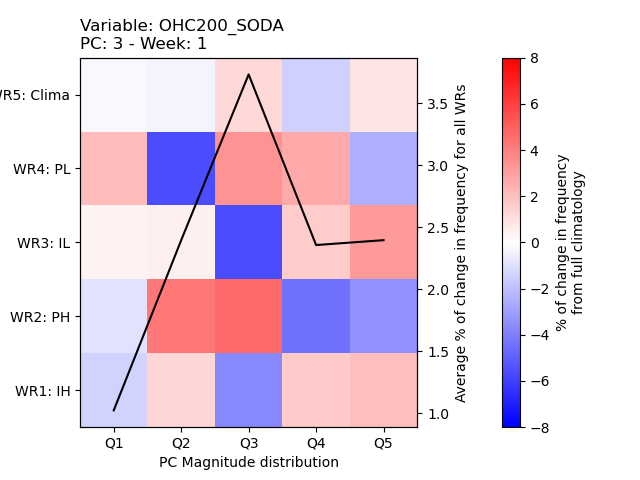 Variable: OHC200_SODA
PC: 3 - Week: 1
WR5: Clima
WR4: PL
WR3: IL
WR2: PH
WR1: IH
Q1 Q2 Q3 Q4 Q5
PC Magnitude distribution
3.5
3.0
2.5
2.0
1.5
1.0
Average % of change in frequency for all WRs
8
6
4
2
0
−2
−4
−6
−8
% of change in frequency
from full climatology